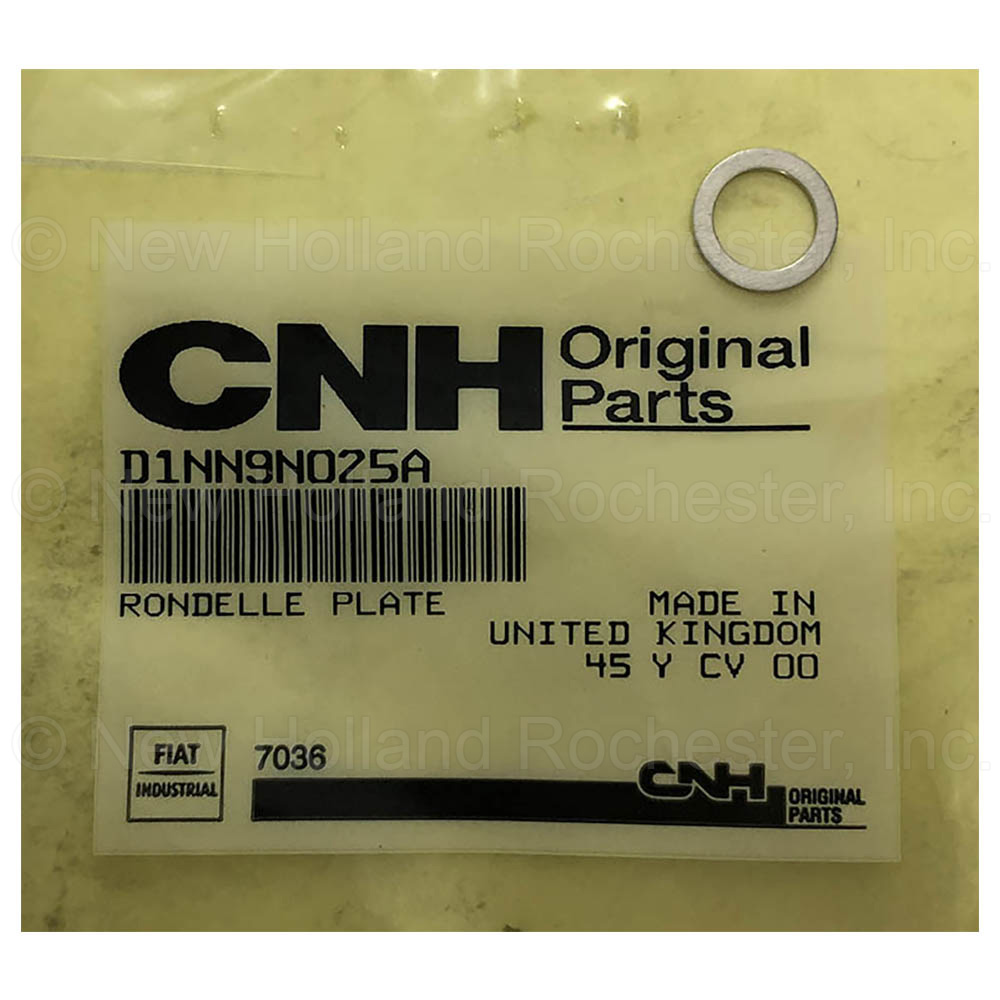 © New Holland Rochester, Inc.
CNH Original
Parts
D1NN9N025A
© New Holland Rochester, Inc.
RONDELLE PLATE
MADE IN
UNITED KINGDOM
45 Y CV 00
© New Holland Rochester, Inc.
FIAT
INDUSTRIAL
7036
CNH ORIGINAL
PARTS